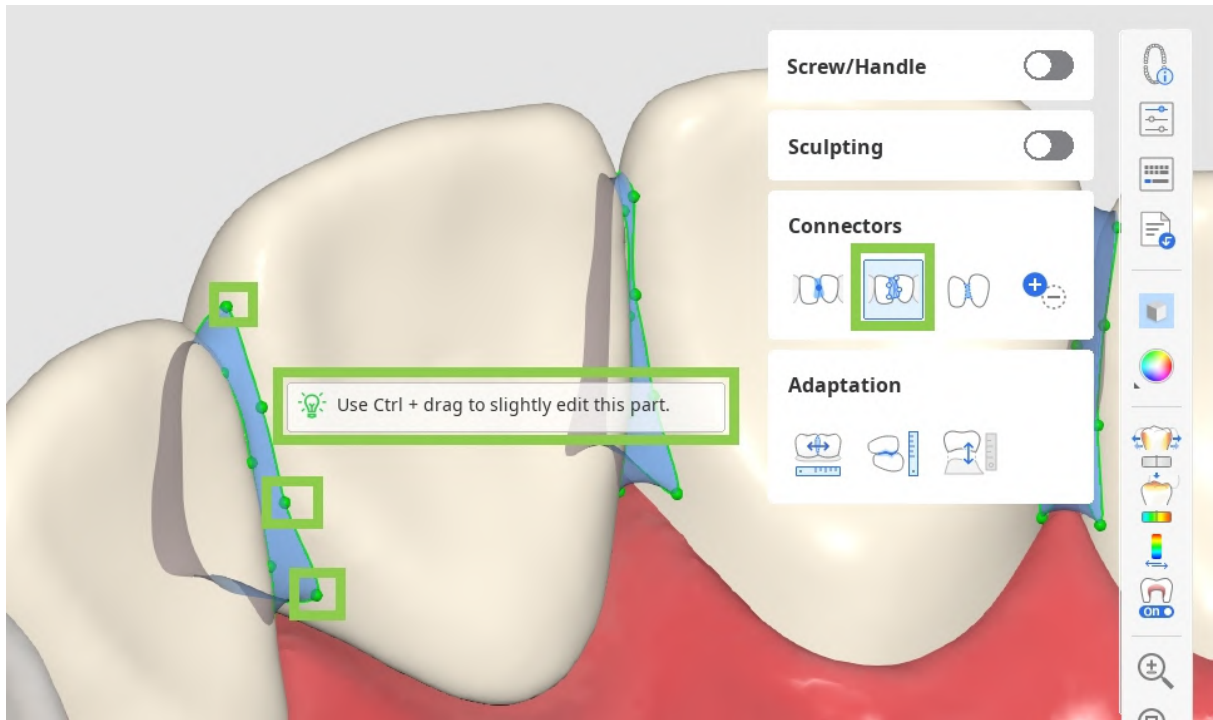 Screw/Handle
Sculpting
Connectors
Use Ctrl + drag to slightly edit this part.
Adaptation
On